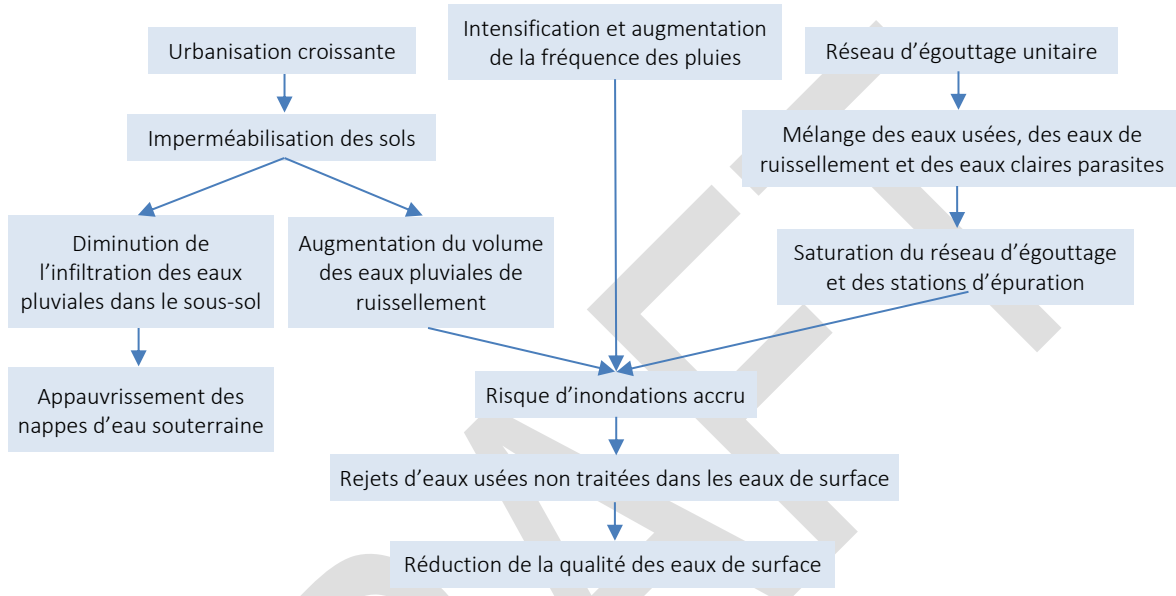 Urbanisation croissante
Intensification et augmentation
de la fréquence des pluies
Réseau d'égouttage unitaire
Imperméabilisation des sols
Mélange des eaux usées, des eaux de
ruissellement et des eaux claires parasites
Diminution de
l'infiltration des eaux
pluviales dans le sous-sol
Augmentation du volume
des eaux pluviales de
ruissellement
Saturation du réseau d'égouttage
et des stations d'épuration
Appauvrissement des
nappes d'eau souterraine
Risque d'inondations accru
Rejets d'eaux usées non traitées dans les eaux de surface
Réduction de la qualité des eaux de surface